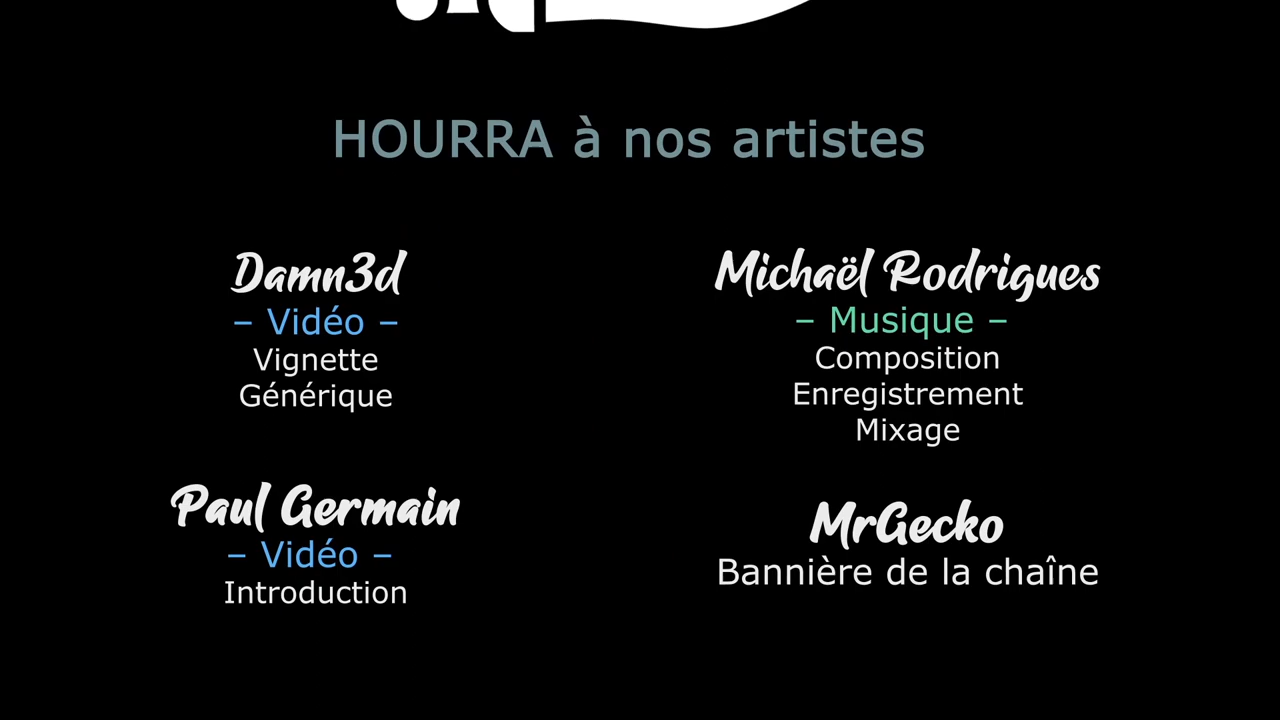 HOURRA à nos artistes
Damn3d
– Vidéo –
Vignette
Générique
Paul Germain
– Vidéo –
Introduction
Michaël Rodrigues
– Musique –
Composition
Enregistrement
Mixage
MrGecko
Bannière de la chaîne